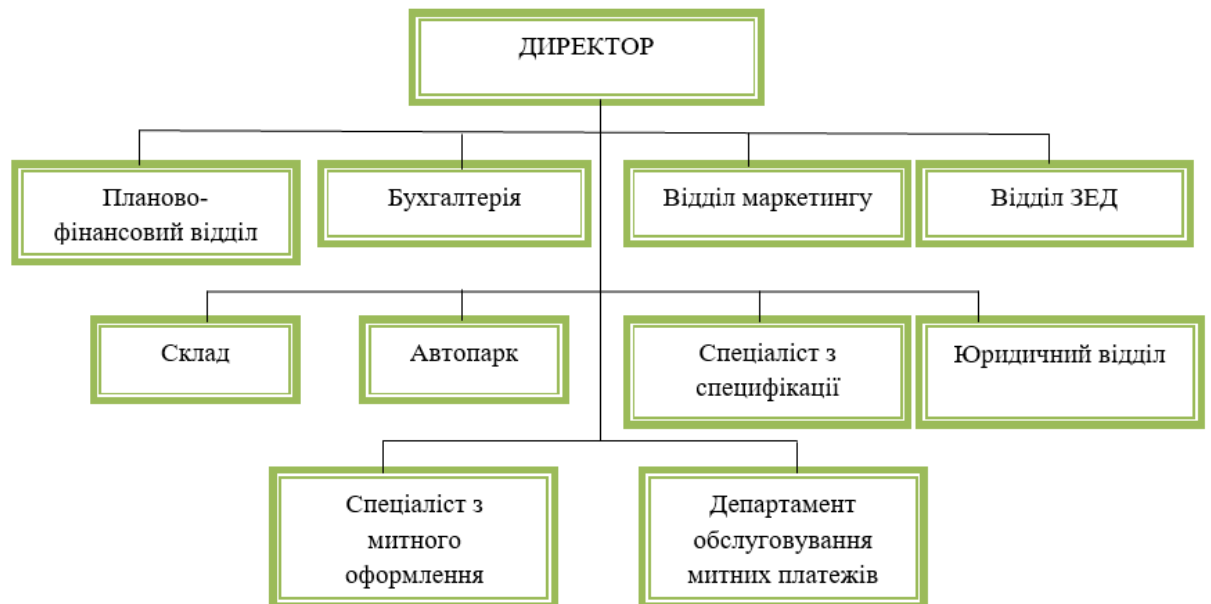 ДИРЕКТОР
Планово-
фінансовий відділ
Бухгалтерія
Відділ маркетингу
Відділ ЗЕД
Склад
Автопарк
Спеціаліст з
специфікації
Юридичний відділ
Спеціаліст з
митного
оформлення
Департамент
обслуговування
митних платежів